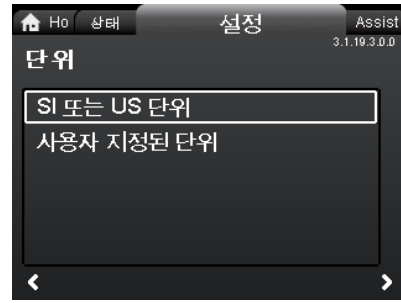 Ho 상태 설정 Assist
3.1.19.3.0.0
단위
SI 또는 US 단위
사용자 지정된 단위